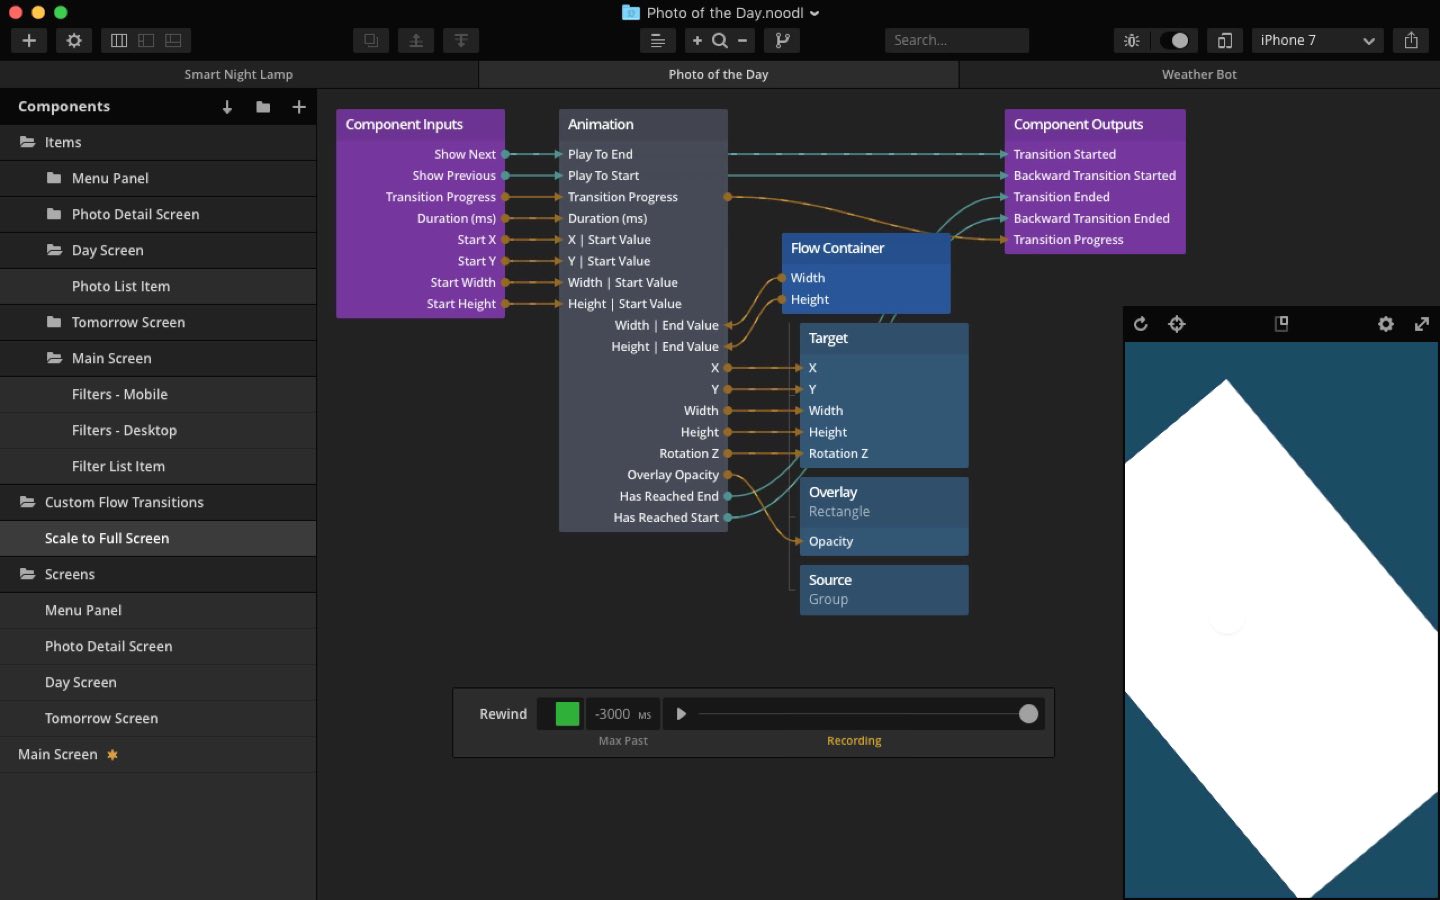 Photo of the Day.noodl
Search...
iPhone 7
Smart Night Lamp
Photo of the Day
Weather Bot
Components
Items
Menu Panel
Photo Detail Screen
Day Screen
Photo List Item
Tomorrow Screen
Main Screen
Filters - Mobile
Filters - Desktop
Filter List Item
Custom Flow Transitions
Scale to Full Screen
Screens
Menu Panel
Photo Detail Screen
Day Screen
Tomorrow Screen
Main Screen
Component Inputs
Show Next
Show Previous
Transition Progress
Duration (ms)
Start X
Start Y
Start Width
Start Height
Animation
Play To End
Play To Start
Transition Progress
Duration (ms)
X | Start Value
Y | Start Value
Width | Start Value
Height | Start Value
Width | End Value
Height | End Value
X
Y
Width
Height
Rotation Z
Overlay Opacity
Has Reached End
Has Reached Start
Flow Container
Width
Height
Target
X
Y
Width
Height
Rotation Z
Overlay
Rectangle
Opacity
Source
Group
Component Outputs
Transition Started
Backward Transition Started
Transition Ended
Backward Transition Ended
Transition Progress
Rewind
-3000 MS
Max Past
Recording